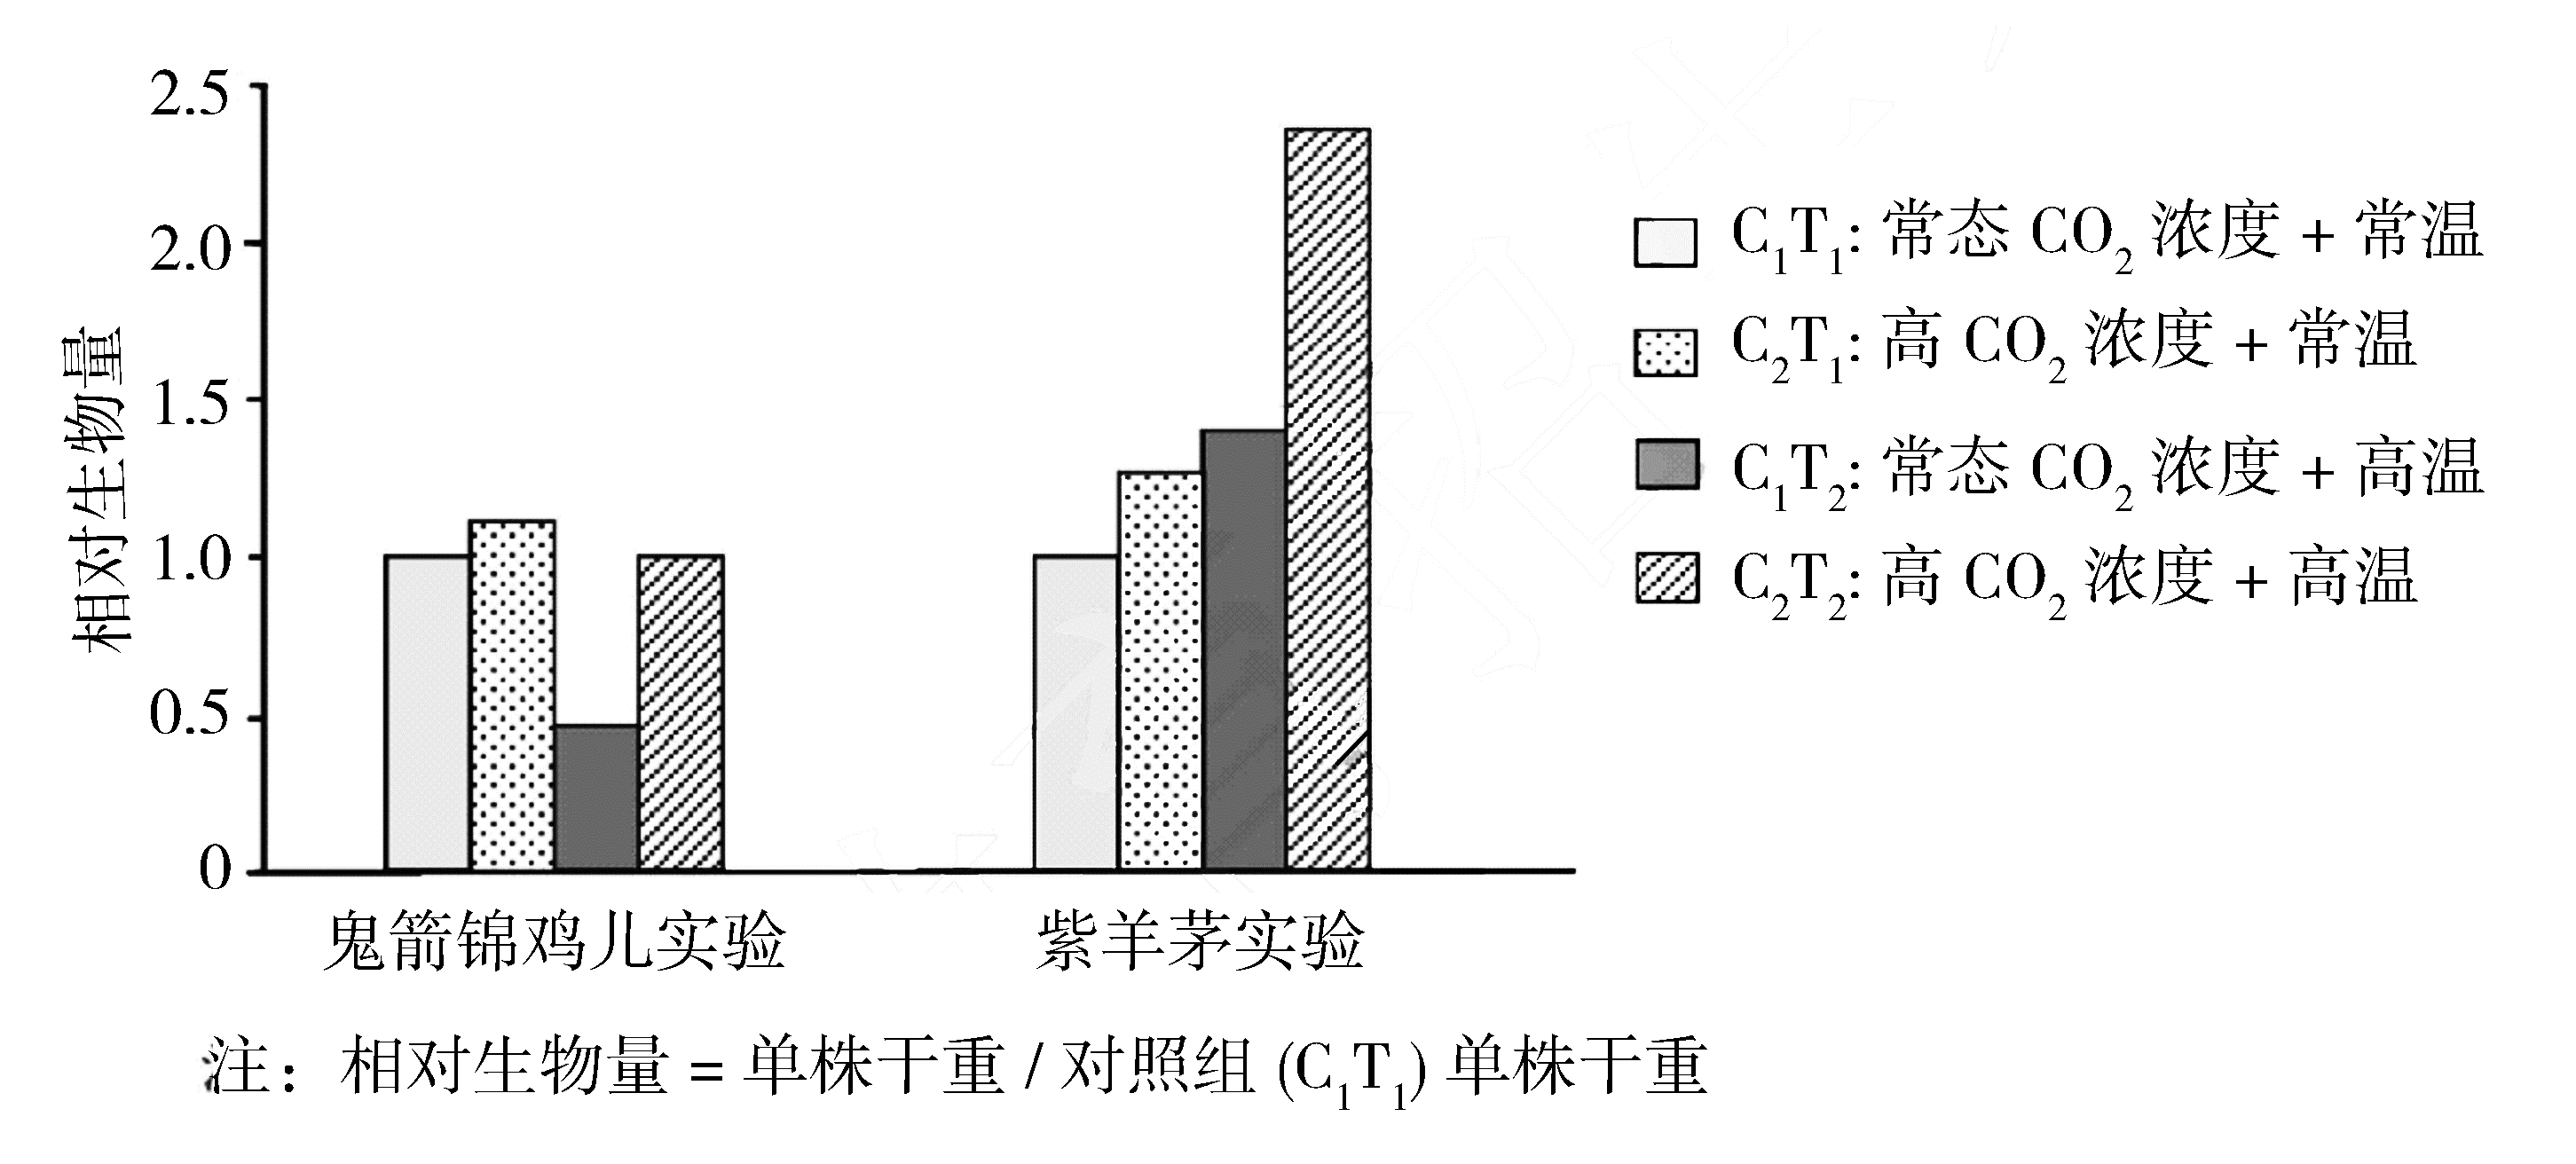 2.5
2.0
1.5
1.0
0.5
0
相对生物量
鬼箭锦鸡儿实验
紫羊茅实验
C₁T₁: 常态 CO₂ 浓度 + 常温
C₂T₁: 高 CO₂ 浓度 + 常温
C₁T₂: 常态 CO₂ 浓度 + 高温
C₂T₂: 高 CO₂ 浓度 + 高温
注：相对生物量 = 单株干重 / 对照组 (C₁T₁) 单株干重